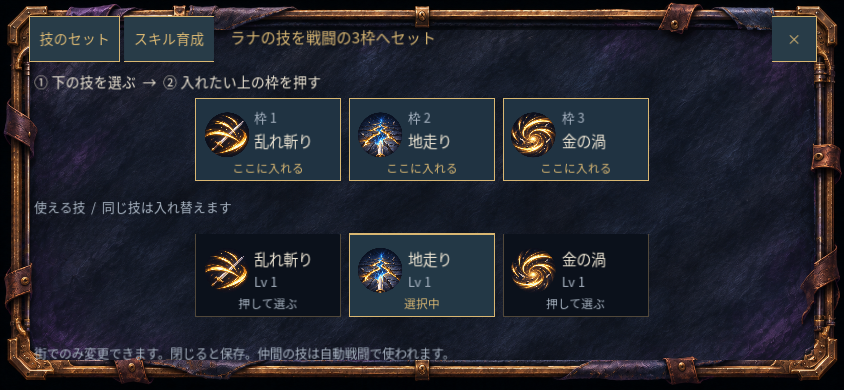 技のセット スキル育成 ラナの技を戦闘の3枠へセット ×
① 下の技を選ぶ → ② 入れたい上の枠を押す
枠 1 枠 2 枠 3
乱れ斬り 地走り 金の渦
ここに入れる ここに入れる ここに入れる
使える技 / 同じ技は入れ替えます
乱れ斬り 地走り 金の渦
Lv 1 Lv 1 Lv 1
押して選ぶ 選択中 押して選ぶ
街でのみ変更できます。閉じると保存。仲間の技は自動戦闘で使われます。